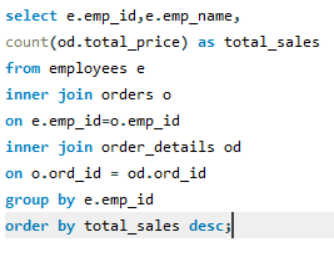 select e.emp_id,e.emp_name,
count(od.total_price) as total_sales
from employees e
inner join orders o
on e.emp_id=o.emp_id
inner join order_details od
on o.ord_id = od.ord_id
group by e.emp_id
order by total_sales desc;